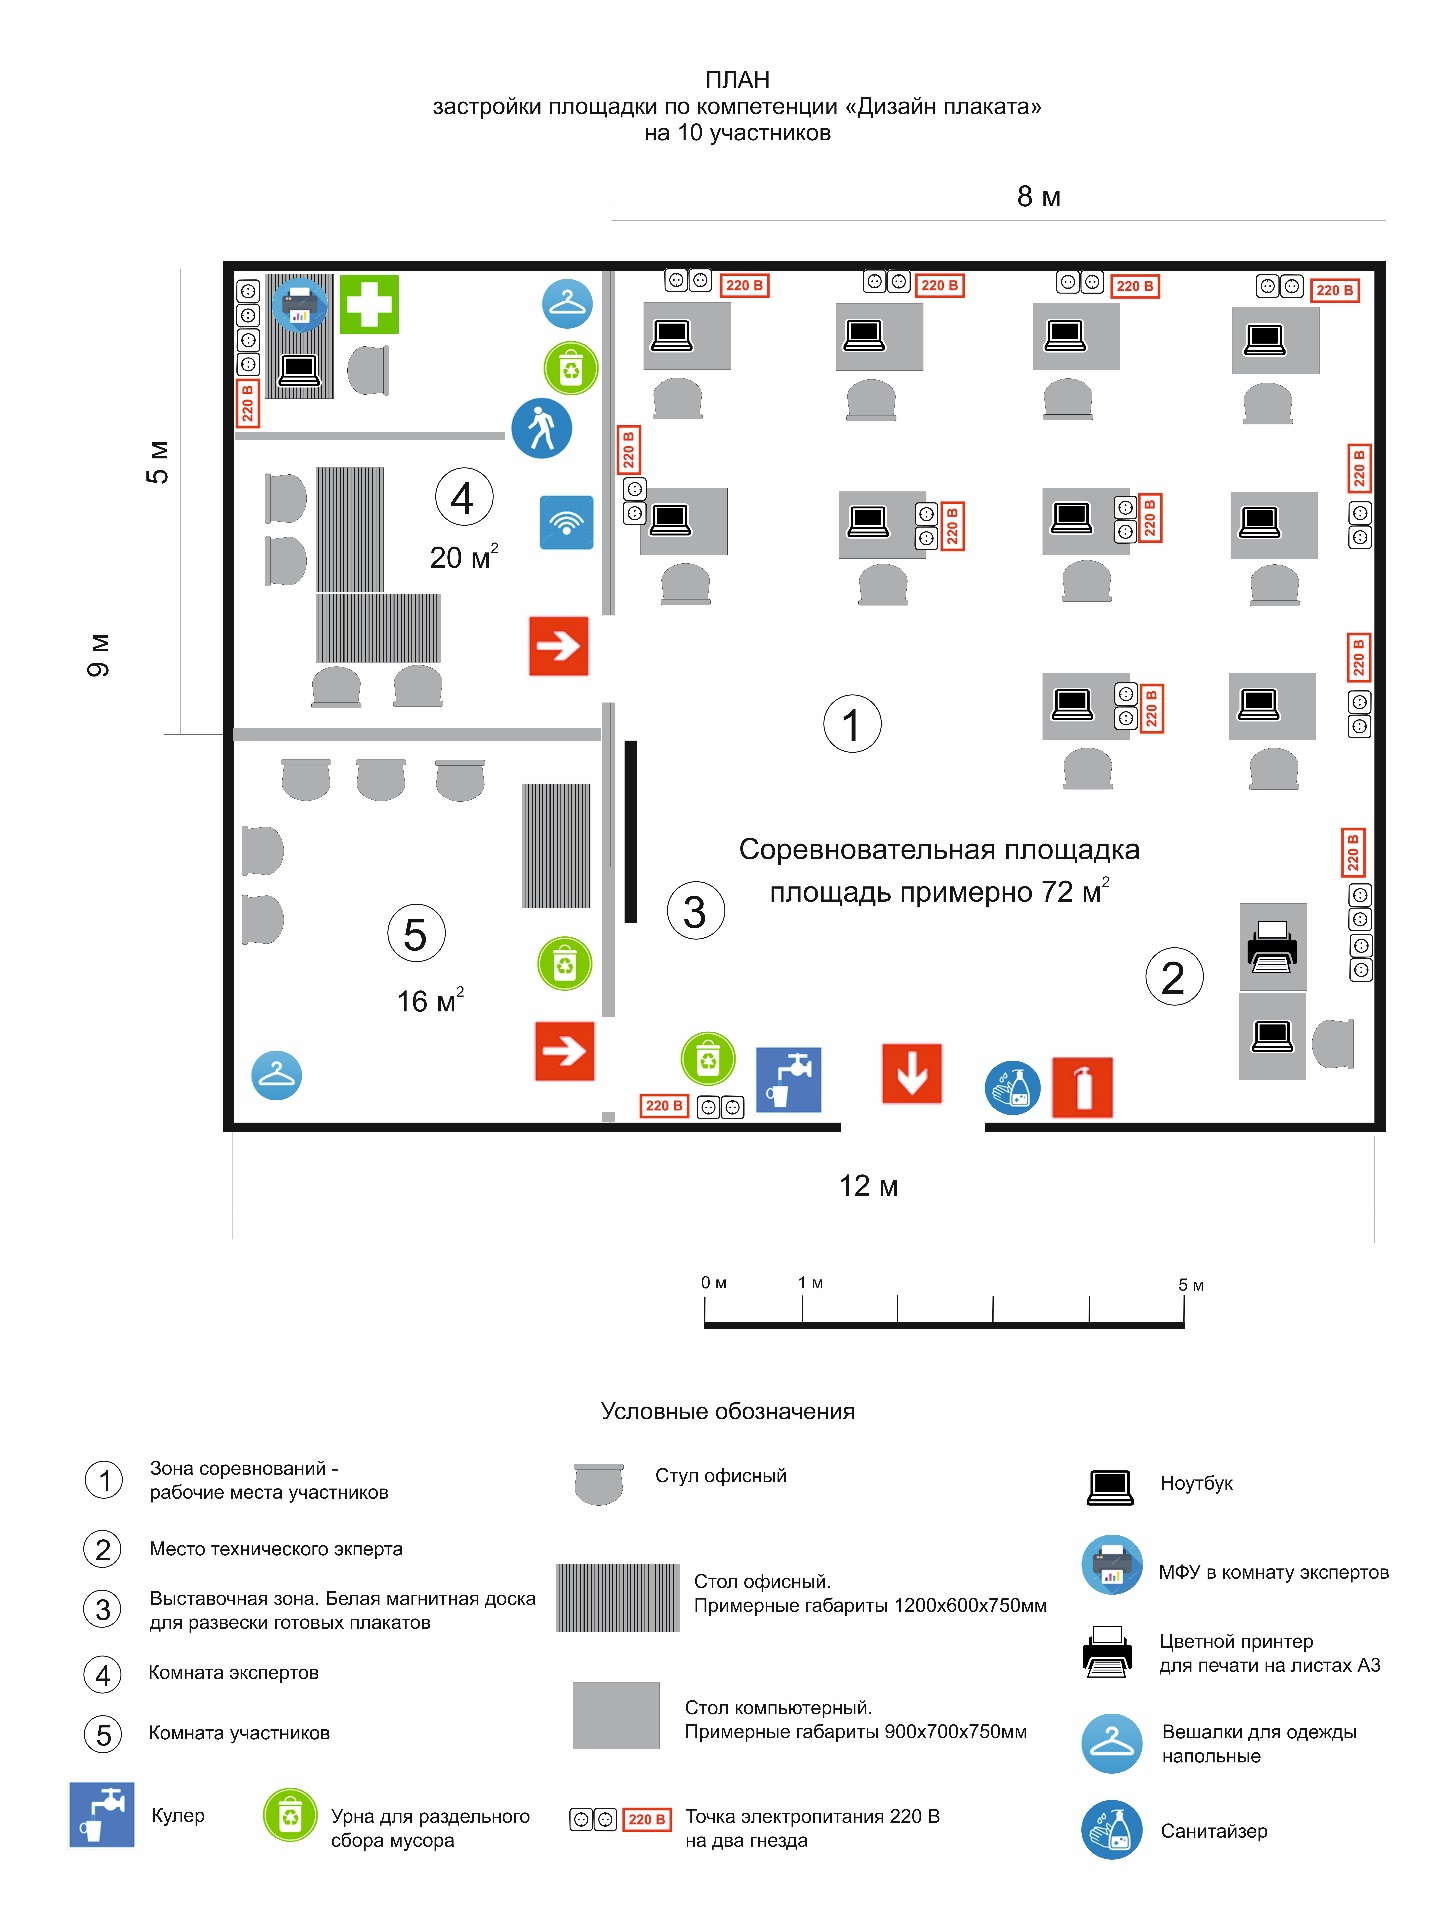 ПЛАН
застройки площадки по компетенции «Дизайн плаката»
на 10 участников
8 м
220 В
220 В
220 В
220 В
220 В
220 В
220 В
5 м
4
20 м²
220 В
220 В
9 м
220 В
220 В
1
Соревновательная площадка
площадь примерно 72 м²
220 В
3
5
16 м²
2
220 В
12 м
0 м
1 м
5 м
Условные обозначения
1
Зона соревнований -
рабочие места участников
2
Место технического экперта
3
Выставочная зона. Белая магнитная доска
для развески готовых плакатов
4
Комната экспертов
5
Комната участников
Кулер
Урна для раздельного
сбора мусора
Стул офисный
Стол офисный.
Примерные габариты 1200х600х750мм
Стол компьютерный.
Примерные габариты 900х700х750мм
220 В
Точка электропитания 220 В
на два гнезда
Ноутбук
МФУ в комнату экспертов
Цветной принтер
для печати на листах А3
Вешалки для одежды
напольные
Санитайзер